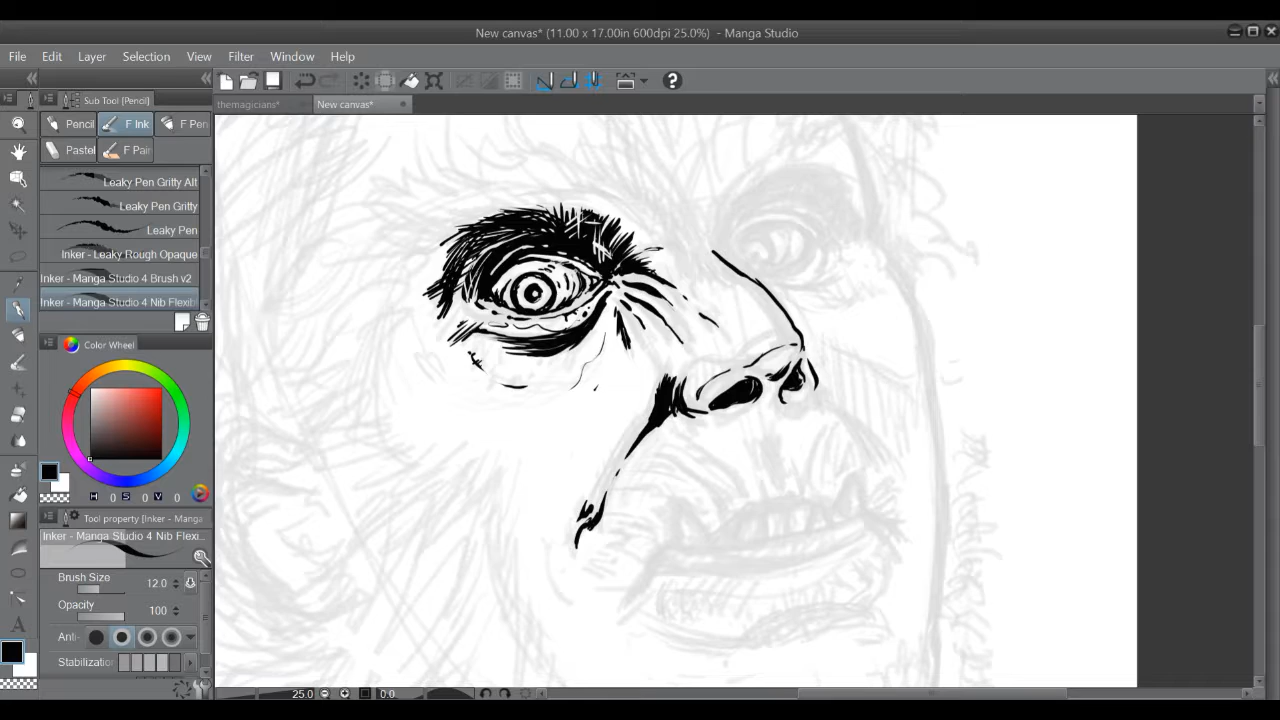 New canvas* (11.00 x 17.00in 600dpi 25.0%)  - Manga Studio
File Edit Layer Management Selection View Filter Window Help
Sub Tool [Pencil]
themagicians*
New canvas*
Pencil
F Ink
F Pen
Pastel
F Pair
Leaky Pen Gritty Alt
Leaky Pen Gritty
Leaky Pen
Inker - Leaky Rough Opaque
Inker - Manga Studio 4 Brush v2
Inker - Manga Studio 4 Nib Flexib
Color Wheel
H 0 S 0 V 0
Tool property [Inker - Manga
Inker - Manga Studio 4 Nib Flexi...
Brush Size 12.0
Opacity 100
Anti-
Stabilizatio
A
25.0
0.0